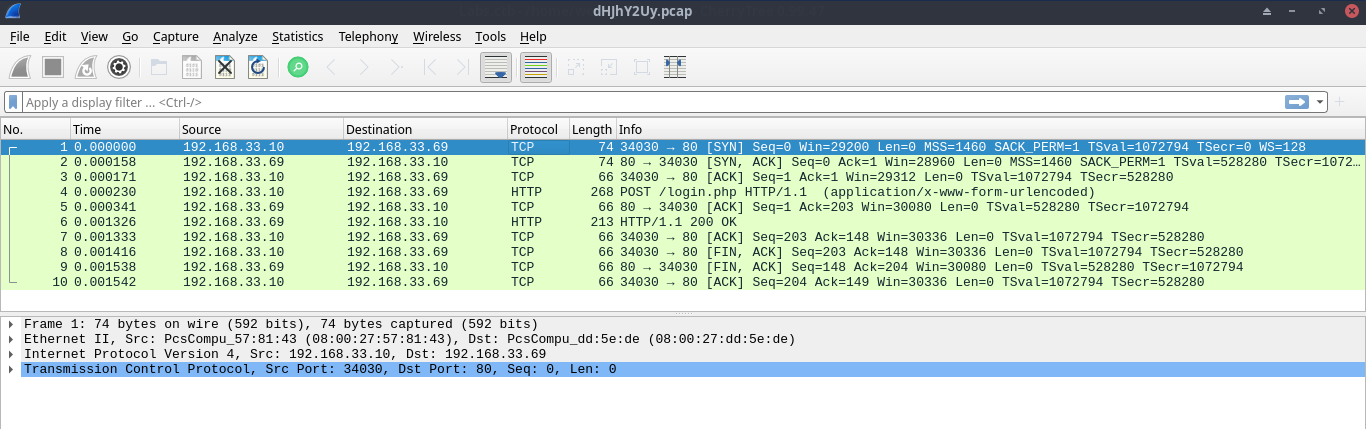 dHJhY2Uy.pcap
File Edit View Go Capture Analyze Statistics Telephony Wireless Tools Help
Apply a display filter ... <Ctrl-/>
No. Time Source Destination Protocol Length Info
1 0.000000 192.168.33.10 192.168.33.69 TCP 74 34030 → 80 [SYN] Seq=0 Win=29200 Len=0 MSS=1460 SACK_PERM=1 TSval=1072794 TSecr=0 WS=128
2 0.000158 192.168.33.69 192.168.33.10 TCP 74 80 → 34030 [SYN, ACK] Seq=0 Ack=1 Win=28960 Len=0 MSS=1460 SACK_PERM=1 TSval=528280 TSecr=1072...
3 0.000171 192.168.33.10 192.168.33.69 TCP 66 34030 → 80 [ACK] Seq=1 Ack=1 Win=29312 Len=0 TSval=1072794 TSecr=528280
4 0.000230 192.168.33.10 192.168.33.69 HTTP 268 POST /login.php HTTP/1.1 (application/x-www-form-urlencoded)
5 0.000341 192.168.33.69 192.168.33.10 TCP 66 80 → 34030 [ACK] Seq=1 Ack=203 Win=30080 Len=0 TSval=528280 TSecr=1072794
6 0.001326 192.168.33.69 192.168.33.10 HTTP 213 HTTP/1.1 200 OK
7 0.001333 192.168.33.10 192.168.33.69 TCP 66 34030 → 80 [ACK] Seq=203 Ack=148 Win=30336 Len=0 TSval=1072794 TSecr=528280
8 0.001416 192.168.33.10 192.168.33.69 TCP 66 34030 → 80 [FIN, ACK] Seq=203 Ack=148 Win=30336 Len=0 TSval=1072794 TSecr=528280
9 0.001538 192.168.33.69 192.168.33.10 TCP 66 80 → 34030 [FIN, ACK] Seq=148 Ack=204 Win=30080 Len=0 TSval=528280 TSecr=1072794
10 0.001542 192.168.33.10 192.168.33.69 TCP 66 34030 → 80 [ACK] Seq=204 Ack=149 Win=30336 Len=0 TSval=1072794 TSecr=528280
Frame 1: 74 bytes on wire (592 bits), 74 bytes captured (592 bits)
Ethernet II, Src: PcsCompu_57:81:43 (08:00:27:57:81:43), Dst: PcsCompu_dd:5e:de (08:00:27:dd:5e:de)
Internet Protocol Version 4, Src: 192.168.33.10, Dst: 192.168.33.69
Transmission Control Protocol, Src Port: 34030, Dst Port: 80, Seq: 0, Len: 0